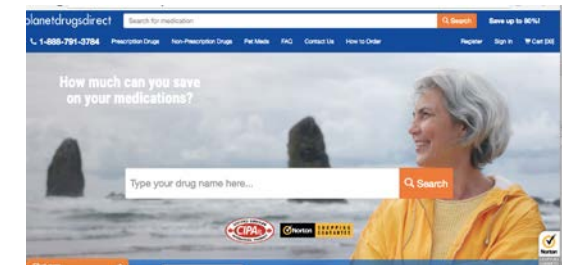 planetdrugsdirect
Search for medication
Search
Save up to 90%!
1-888-791-3784
Prescription Drugs
Non-Prescription Drugs
Pet Meds
FAQ
Contact Us
How to Order
Register
Sign In
Cart
How much can you save
on your medications?
Type your drug name here...
Search
CIPA
Norton
SHOPPING
GUARANTEE
Norton
SHOPPING